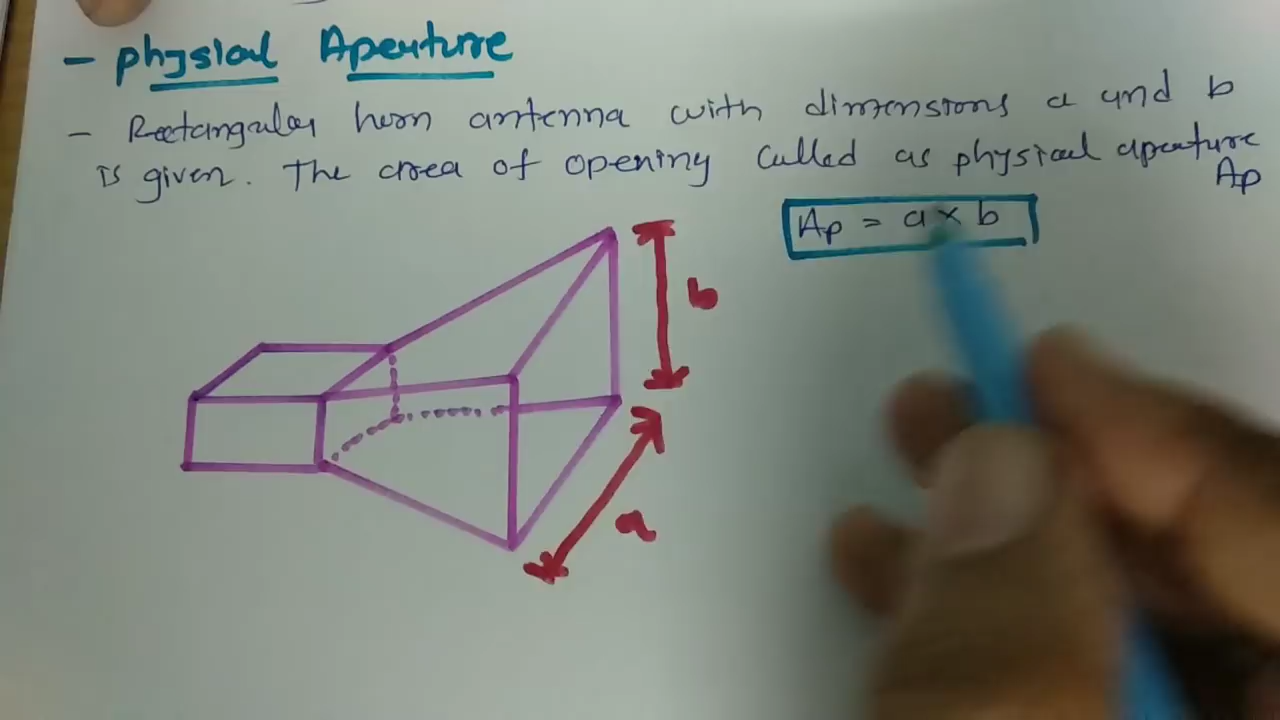 - physical Aperture
- Rectangular horn antenna with dimensions a and b
is given. The area of opening called as physical aperture
Ap
Ap = a × b
b
a